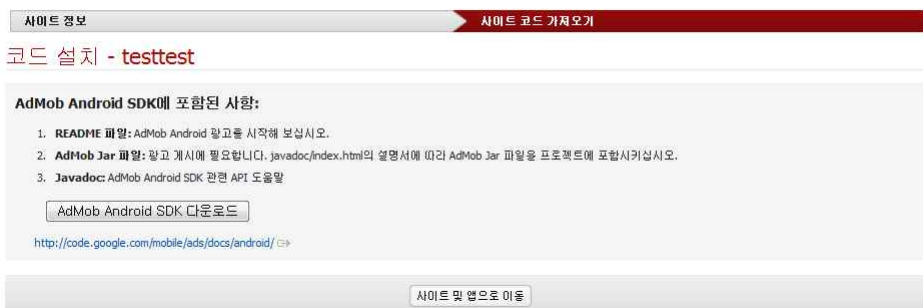 사이트 정보
사이트 코드 가져오기
코드 설치 - testtest
AdMob Android SDK에 포함된 사항:
1. README 파일: AdMob Android 광고를 시작해 보십시오.
2. AdMob Jar 파일: 광고 게시에 필요합니다. javadoc/index.html의 설명서에 따라 AdMob Jar 파일을 프로젝트에 포함시키십시오.
3. Javadoc: AdMob Android SDK 관련 API 도움말
AdMob Android SDK 다운로드
http://code.google.com/mobile/ads/docs/android/
사이트 및 앱으로 이동